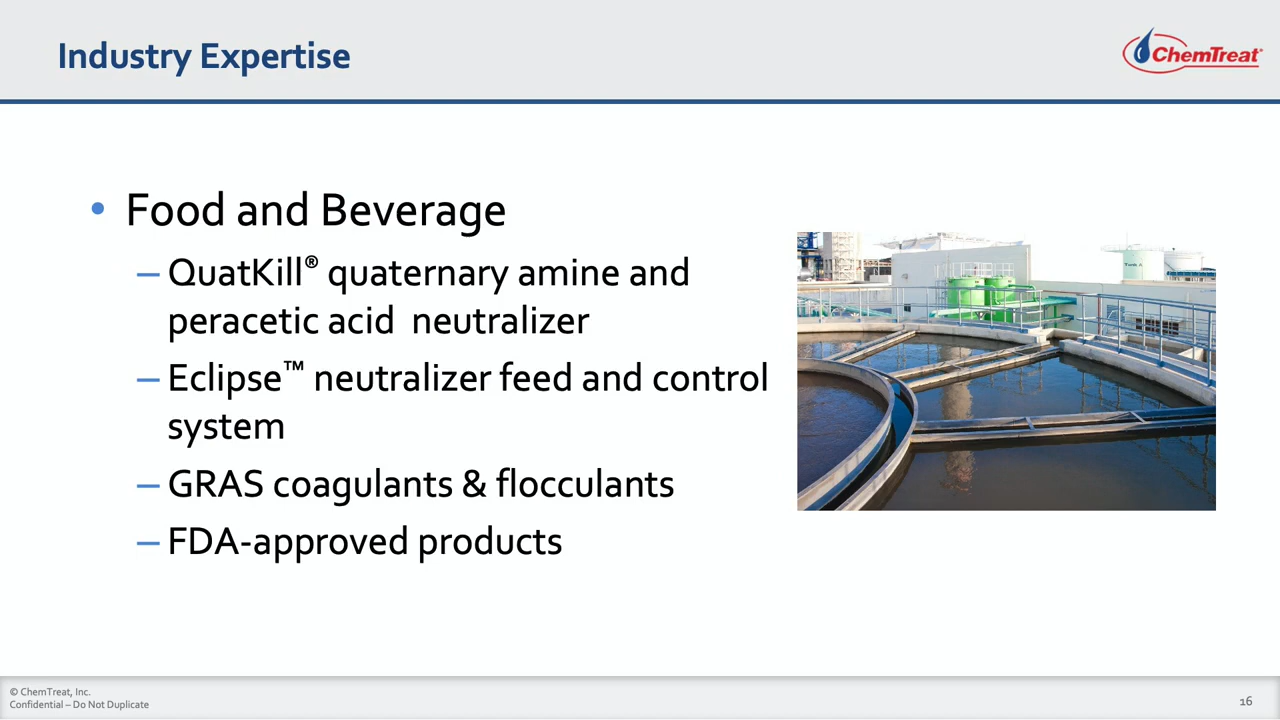 Industry Expertise
ChemTreat®
• Food and Beverage
– QuatKill® quaternary amine and
peracetic acid neutralizer
– Eclipse™ neutralizer feed and control
system
– GRAS coagulants & flocculants
– FDA-approved products
© ChemTreat, Inc.
Confidential – Do Not Duplicate
16